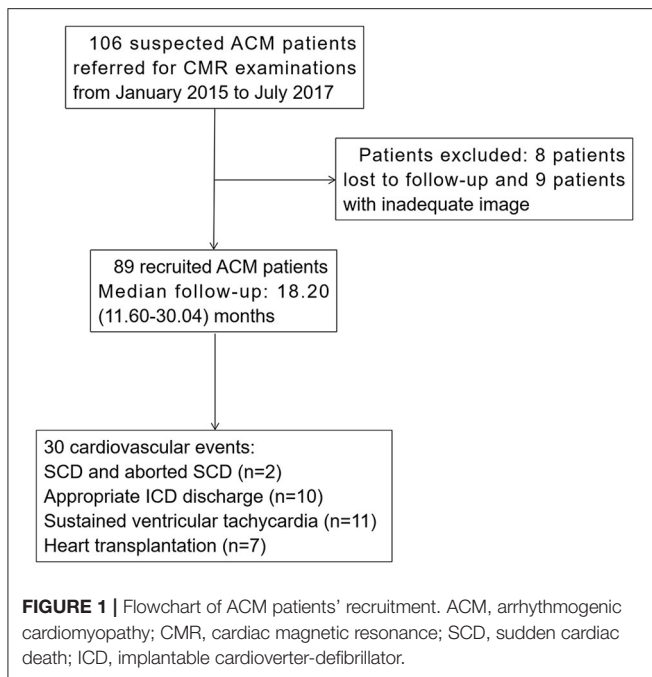 106 suspected ACM patients
referred for CMR examinations
from January 2015 to July 2017
Patients excluded: 8 patients
lost to follow-up and 9 patients
with inadequate image
89 recruited ACM patients
Median follow-up: 18.20
(11.60-30.04) months
30 cardiovascular events:
SCD and aborted SCD (n=2)
Appropriate ICD discharge (n=10)
Sustained ventricular tachycardia (n=11)
Heart transplantation (n=7)
FIGURE 1 | Flowchart of ACM patients’ recruitment. ACM, arrhythmogenic
cardiomyopathy; CMR, cardiac magnetic resonance; SCD, sudden cardiac
death; ICD, implantable cardioverter-defibrillator.